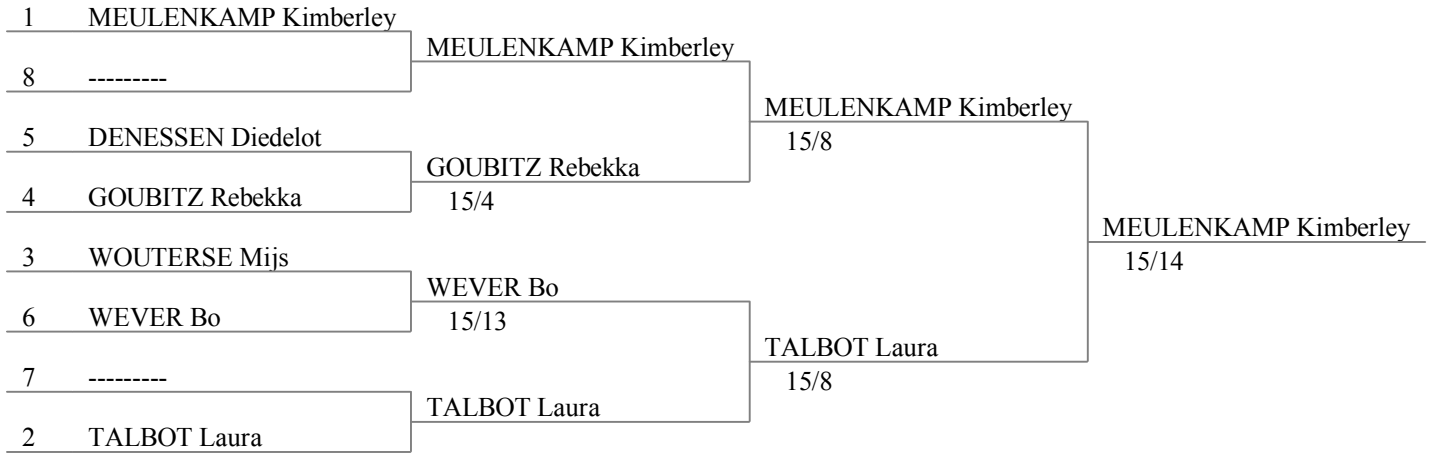 1 MEULENKAMP Kimberley
MEULENKAMP Kimberley
8 ---------
MEULENKAMP Kimberley
5 DENESSEN Diedelot
15/8
GOUBITZ Rebekka
4 GOUBITZ Rebekka
15/4
MEULENKAMP Kimberley
3 WOUTERSE Mijs
15/14
WEVER Bo
6 WEVER Bo
15/13
TALBOT Laura
7 ---------
15/8
TALBOT Laura
2 TALBOT Laura